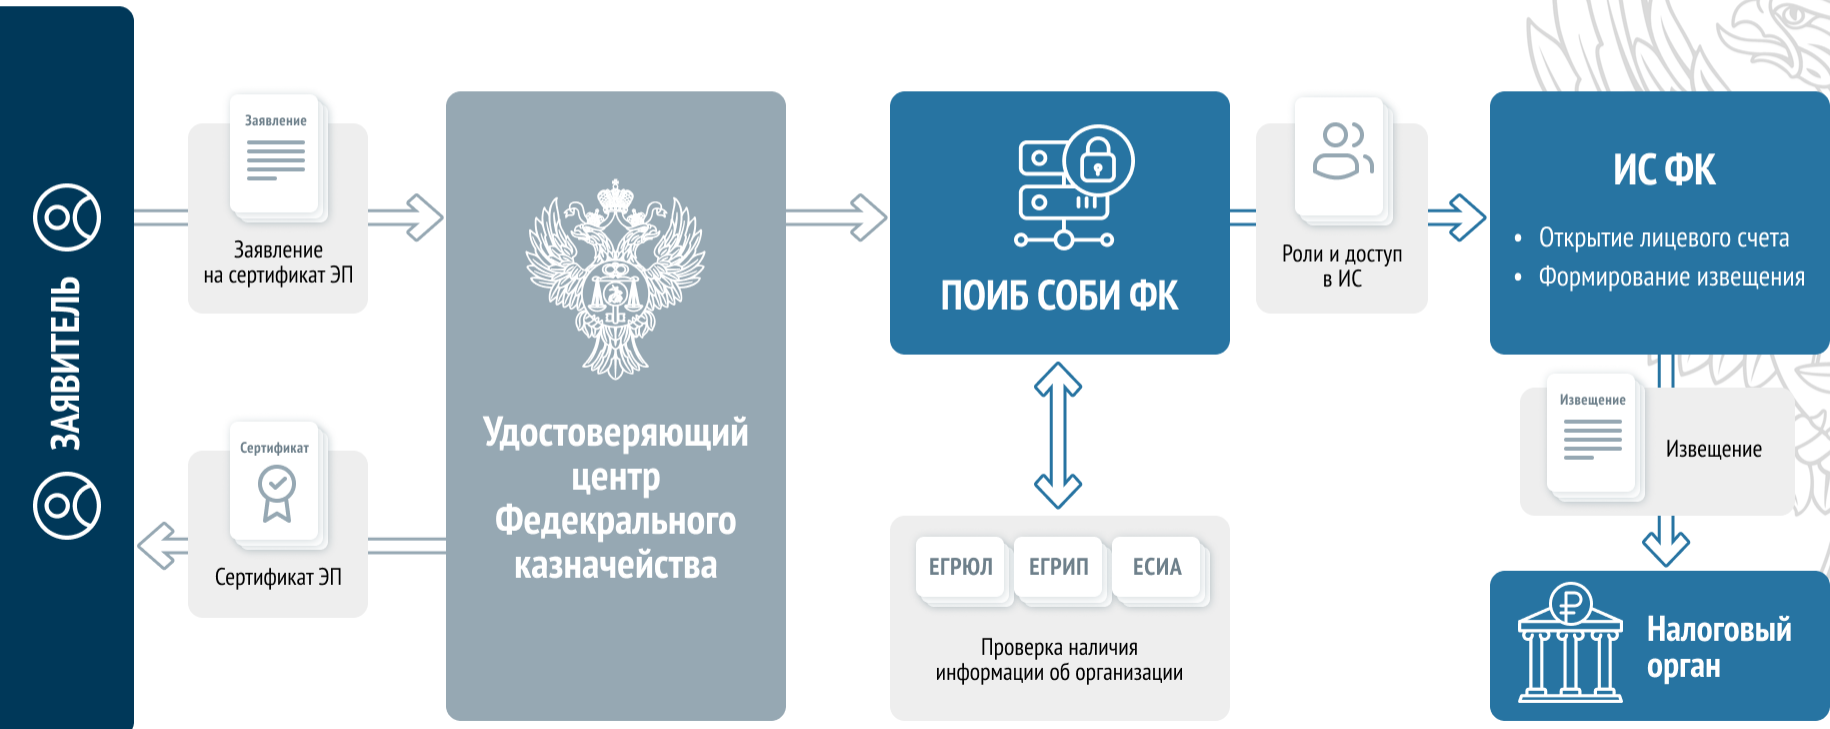 ЗАЯВИТЕЛЬ
Заявление
Заявление
на сертификат ЭП
Сертификат
Сертификат ЭП
Удостоверяющий
центр
Федекрального
казначейства
ПОИБ СОБИ ФК
ЕГРЮЛ
ЕГРИП
ЕСИА
Проверка наличия
информации об организации
Роли и доступ
в ИС
ИС ФК
• Открытие лицевого счета
• Формирование извещения
Извещение
Извещение
Налоговый
орган